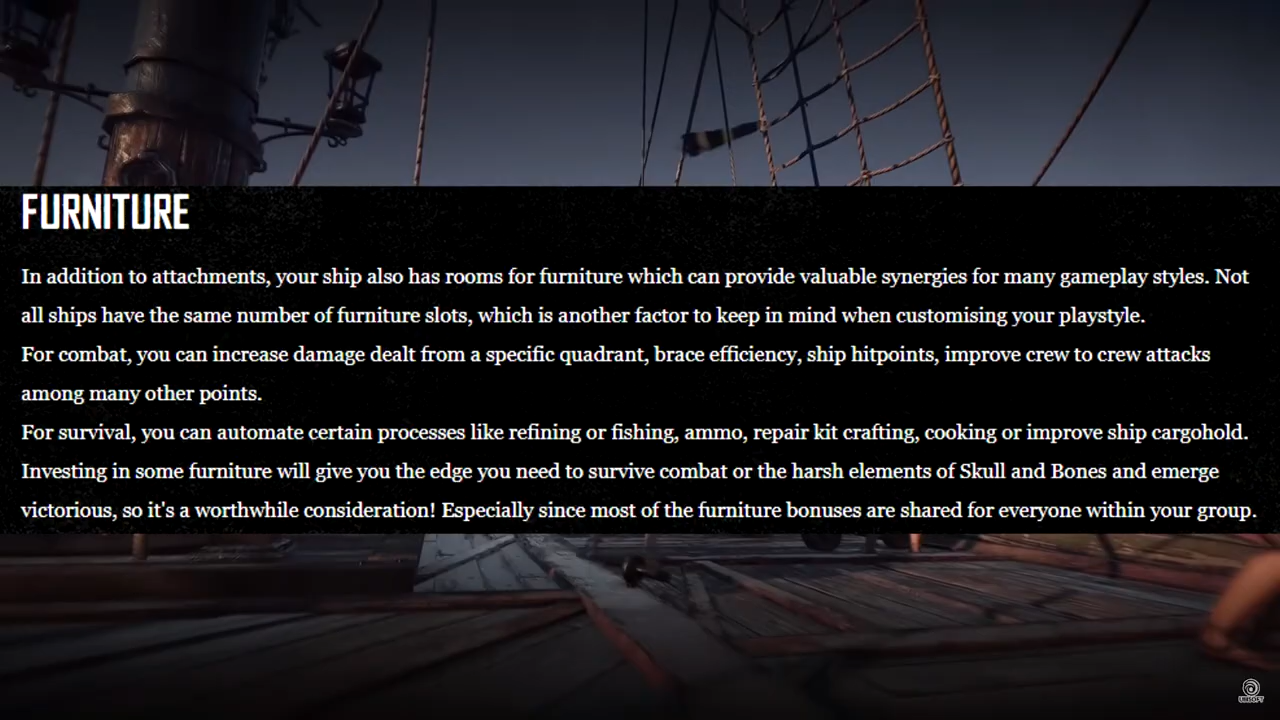 FURNITURE
In addition to attachments, your ship also has rooms for furniture which can provide valuable synergies for many gameplay styles. Not
all ships have the same number of furniture slots, which is another factor to keep in mind when customising your playstyle.
For combat, you can increase damage dealt from a specific quadrant, brace efficiency, ship hitpoints, improve crew to crew attacks
among many other points.
For survival, you can automate certain processes like refining or fishing, ammo, repair kit crafting, cooking or improve ship cargohold.
Investing in some furniture will give you the edge you need to survive combat or the harsh elements of Skull and Bones and emerge
victorious, so it's a worthwhile consideration! Especially since most of the furniture bonuses are shared for everyone within your group.
UBISOFT